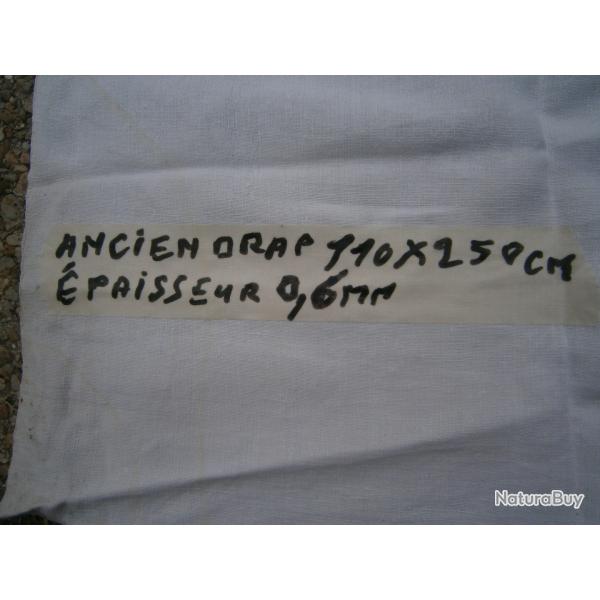 ANCIEN DRAP 110X250CM
ÉPAISSEUR 0,6MM
NaturaBuy